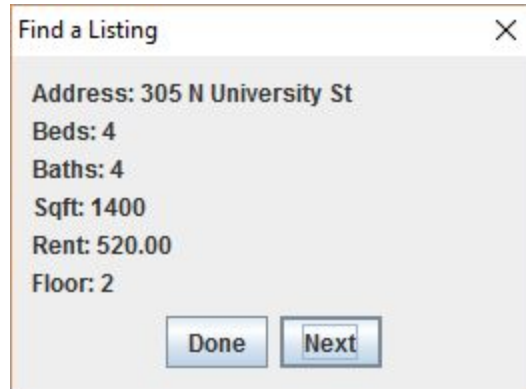 Find a Listing
Address: 305 N University St
Beds: 4
Baths: 4
Sqft: 1400
Rent: 520.00
Floor: 2
Done Next